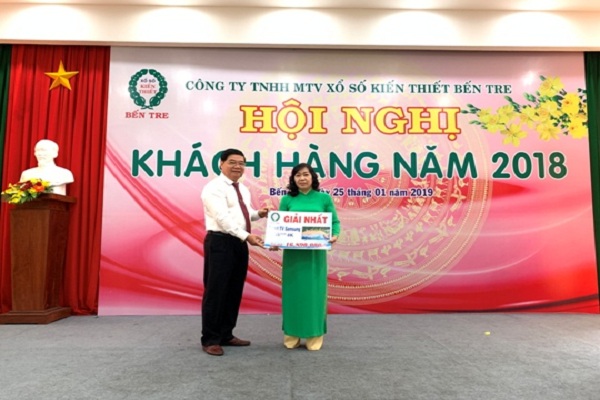 XỔ SỐ
KIẾN
THIẾT
BẾN TRE
CÔNG TY TNHH MTV XỔ SỐ KIẾN THIẾT BẾN TRE
HỘI NGHỊ
KHÁCH HÀNG NĂM 2018
25 tháng 01 năm 2019
GIẢI NHẤT
Samsung